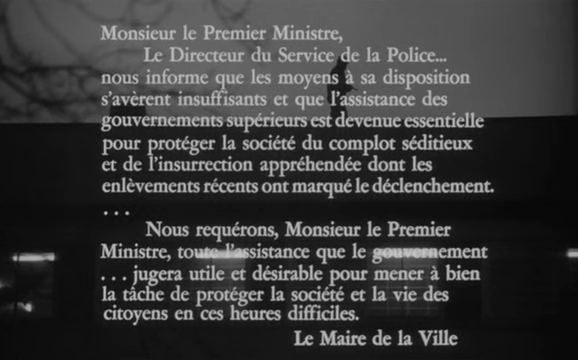 Monsieur le Premier Ministre,
Le Directeur du Service de la Police...
nous informe que les moyens à sa disposition
s'avèrent insuffisants et que l'assistance des
gouvernements supérieurs est devenue essentielle
pour protéger la société du complot séditieux
et de l'insurrection appréhendée dont les
enlèvements récents ont marqué le déclenchement.
...
Nous requérons, Monsieur le Premier
Ministre, toute l'assistance que le gouvernement
... jugera utile et désirable pour mener à bien
la tâche de protéger la société et la vie des
citoyens en ces heures difficiles.
Le Maire de la Ville